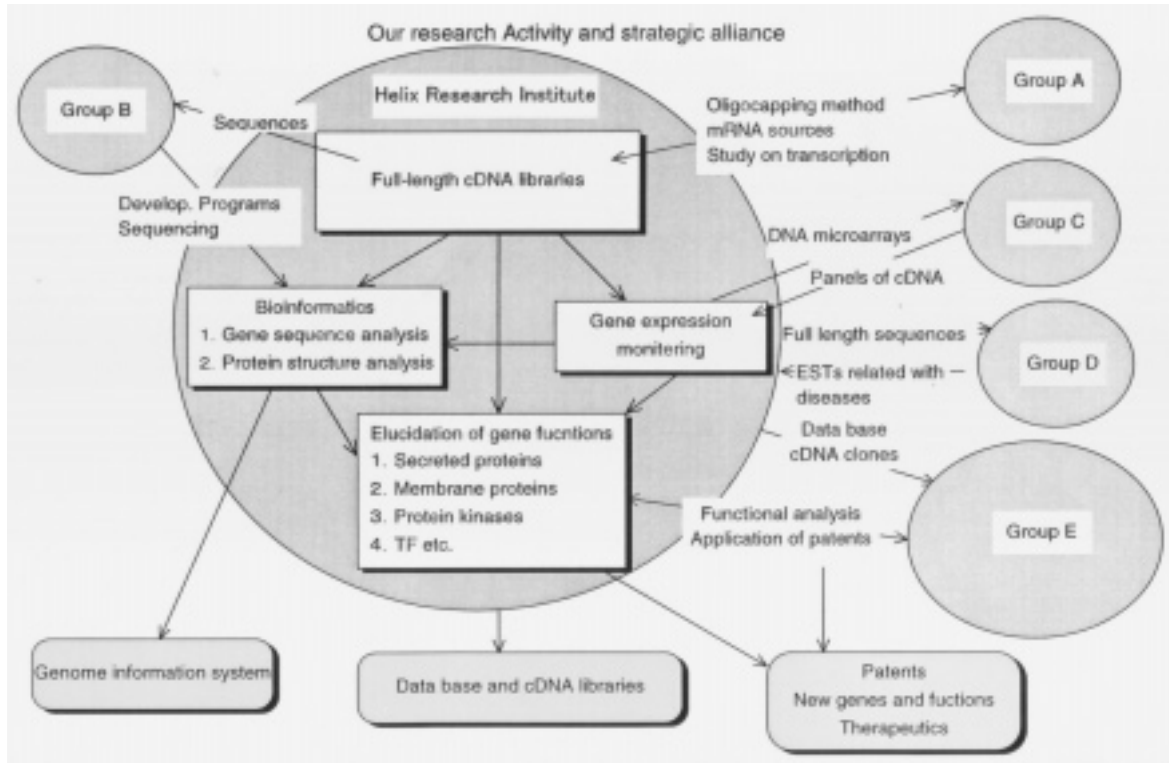 Our research Activity and strategic alliance
Group B
Sequences
Develop. Programs
Sequencing
Helix Research Institute
Full-length cDNA libraries
Oligocapping method
mRNA sources
Study on transcription
Group A
DNA microarrays
Panels of cDNA
Group C
Bioinformatics
1. Gene sequence analysis
2. Protein structure analysis
Gene expression
monitering
Full length sequences
ESTs related with
diseases
Group D
Data base
cDNA clones
Elucidation of gene fucntions
1. Secreted proteins
2. Membrane proteins
3. Protein kinases
4. TF etc.
Functional analysis
Application of patents
Group E
Genome information system
Data base and cDNA libraries
Patents
New genes and fuctions
Therapeutics